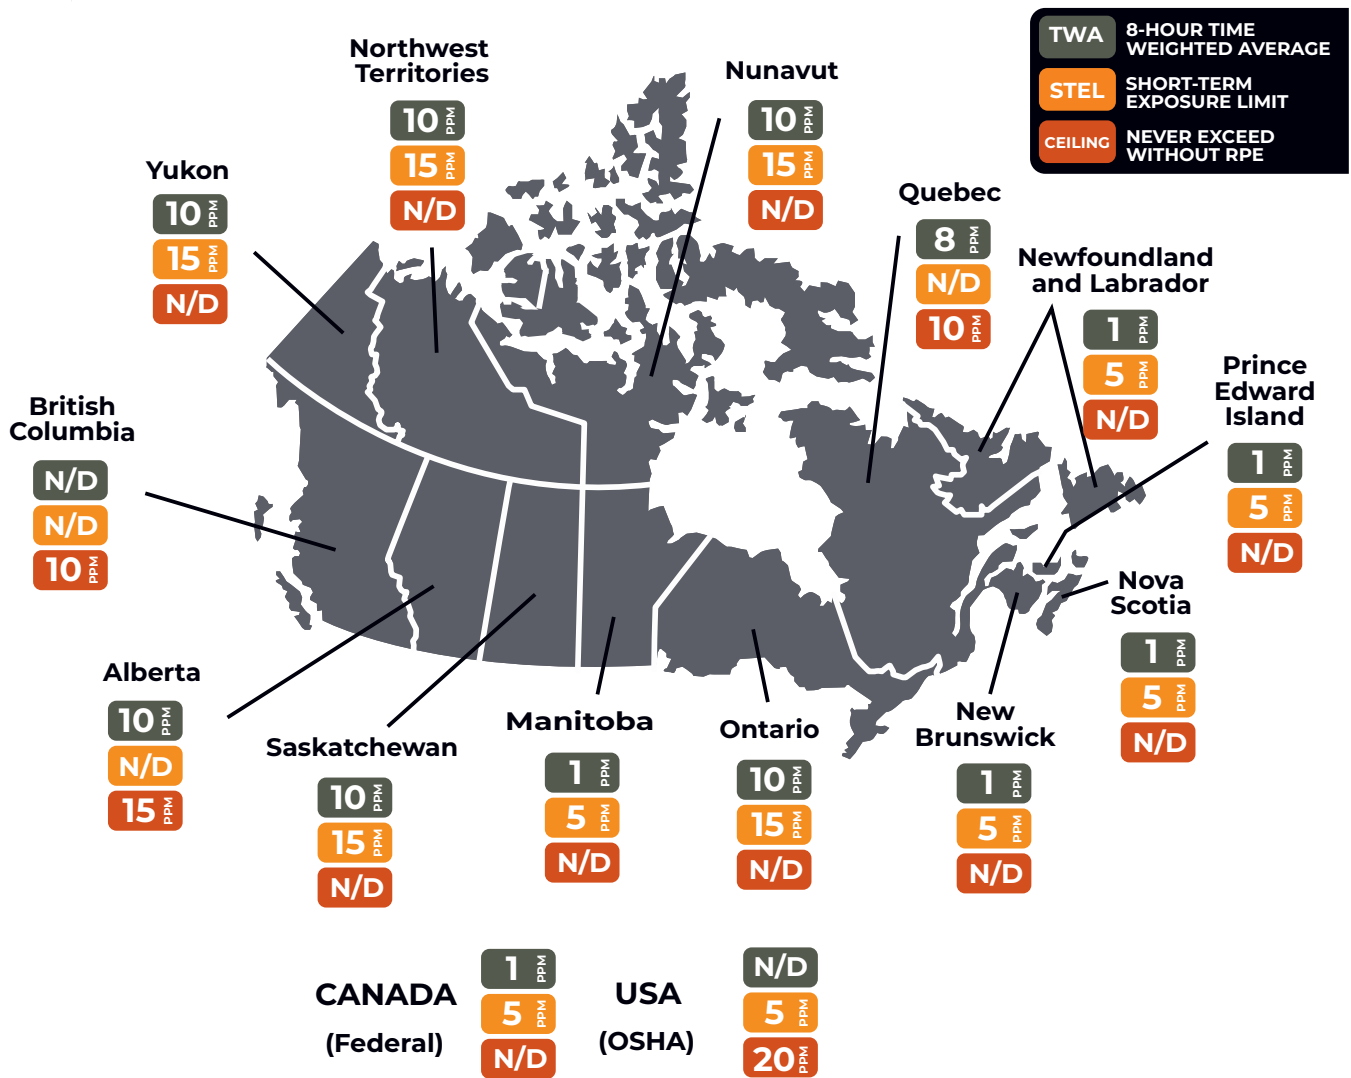 TWA
8-HOUR TIME
WEIGHTED AVERAGE
STEL
SHORT-TERM
EXPOSURE LIMIT
CEILING
NEVER EXCEED
WITHOUT RPE
Northwest
Territories
10 PPM
15 PPM
N/D
Nunavut
10 PPM
15 PPM
N/D
Yukon
10 PPM
15 PPM
N/D
Quebec
8 PPM
N/D
10 PPM
Newfoundland
and Labrador
1 PPM
5 PPM
N/D
Prince
Edward
Island
1 PPM
5 PPM
N/D
British
Columbia
N/D
N/D
10 PPM
Nova
Scotia
1 PPM
5 PPM
N/D
Alberta
10 PPM
N/D
15 PPM
Saskatchewan
10 PPM
15 PPM
N/D
Manitoba
1 PPM
5 PPM
N/D
Ontario
10 PPM
15 PPM
N/D
New
Brunswick
1 PPM
5 PPM
N/D
CANADA
(Federal)
1 PPM
5 PPM
N/D
USA
(OSHA)
N/D
5 PPM
20 PPM